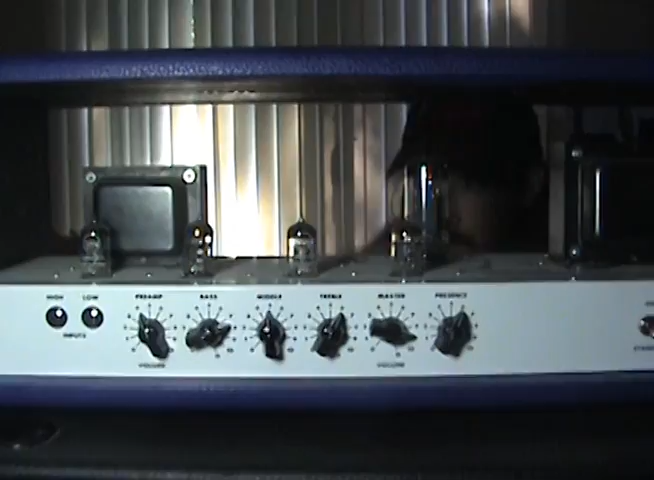 HIGH LOW PREAMP BASS MIDDLE TREBLE MASTER PRESENCE
INPUTS VOLUME VOLUME